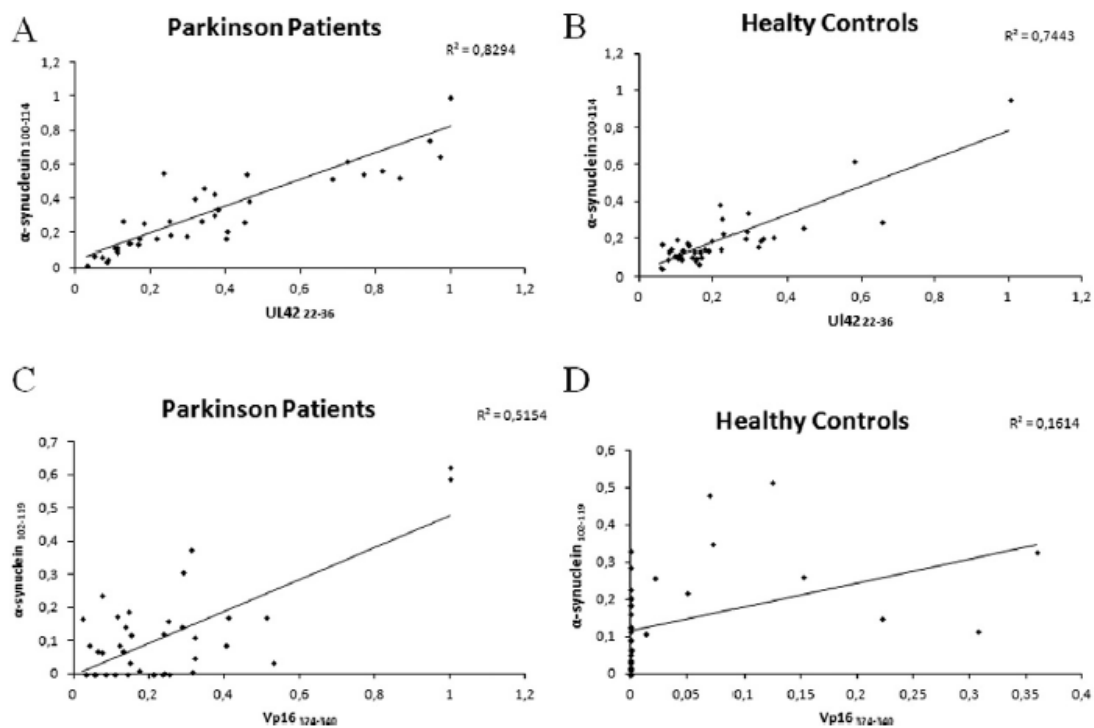 A
Parkinson Patients
R² = 0,8294
α-synucleuin 100-114
1,2
1
0,8
0,6
0,4
0,2
0
0 0,2 0,4 0,6 0,8 1 1,2
UL42 22-36
B
Healty Controls
R² = 0,7443
α-synuclein 100-114
1,2
1
0,8
0,6
0,4
0,2
0
0 0,2 0,4 0,6 0,8 1 1,2
Ul42 22-36
C
Parkinson Patients
R² = 0,5154
α-synuclein 102-119
0,7
0,6
0,5
0,4
0,3
0,2
0,1
0
0 0,2 0,4 0,6 0,8 1 1,2
Vp16 324-340
D
Healthy Controls
R² = 0,1614
α-synuclein 102-119
0,6
0,5
0,4
0,3
0,2
0,1
0
0 0,05 0,1 0,15 0,2 0,25 0,3 0,35 0,4
Vp16 324-340